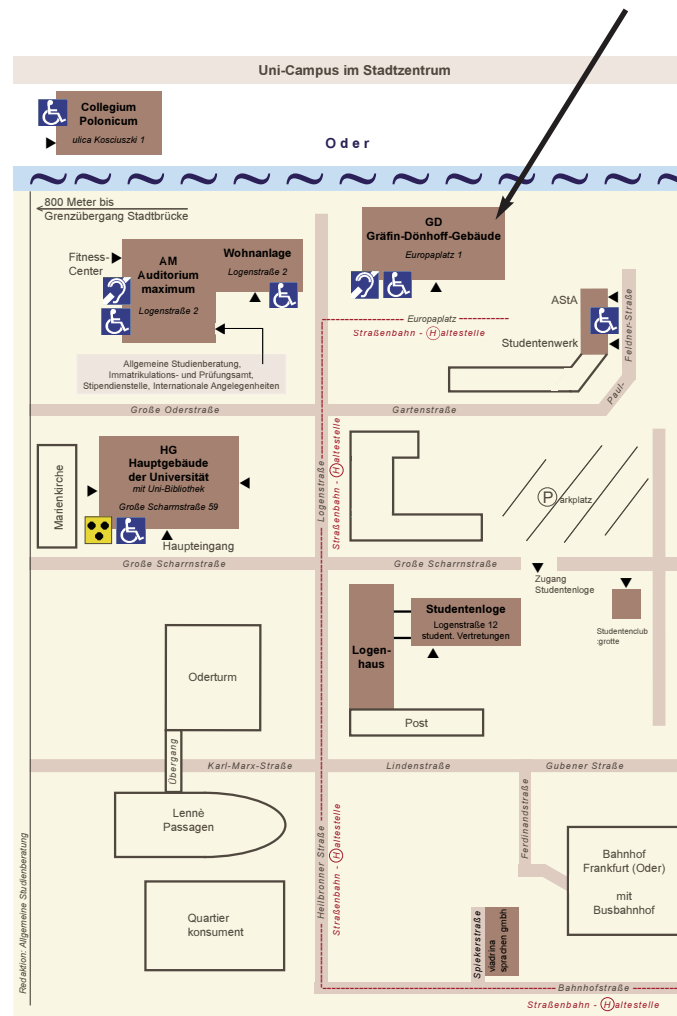 Uni-Campus im Stadtzentrum
Collegium
Polonicum
ulica Kosciuszki 1
Oder
800 Meter bis
Grenzübergang Stadtbrücke
GD
Gräfin-Dönhoff-Gebäude
Europaplatz 1
Fitness-
Center
AM
Auditorium
maximum
Logenstraße 2
Wohnanlage
Logenstraße 2
AStA
Studentenwerk
Paul-
Feldner-Straße
Europaplatz
Straßenbahn - Haltestelle
Allgemeine Studienberatung,
Immatrikulations- und Prüfungsamt,
Stipendienstelle, Internationale Angelegenheiten
Große Oderstraße
Gartenstraße
Marienkirche
HG
Hauptgebäude
der Universität
mit Uni-Bibliothek
Große Scharrnstraße 59
Haupteingang
Logenstraße
Straßenbahn - Haltestelle
Parkplatz
Große Scharrnstraße
Große Scharrnstraße
Zugang
Studentenloge
Studentenclub
:grotte
Studentenloge
Logenstraße 12
student. Vertretungen
Logen-
haus
Post
Oderturm
Übergang
Karl-Marx-Straße
Lindenstraße
Gubener Straße
Lennè
Passagen
Heilbronner Straße
Straßenbahn - Haltestelle
Ferdinandstraße
Bahnhof
Frankfurt (Oder)
mit
Busbahnhof
Quartier
konsument
Spiekerstraße
viadrina
sprachen gmbh
Bahnhofstraße
Straßenbahn - Haltestelle
Redaktion: Allgemeine Studienberatung